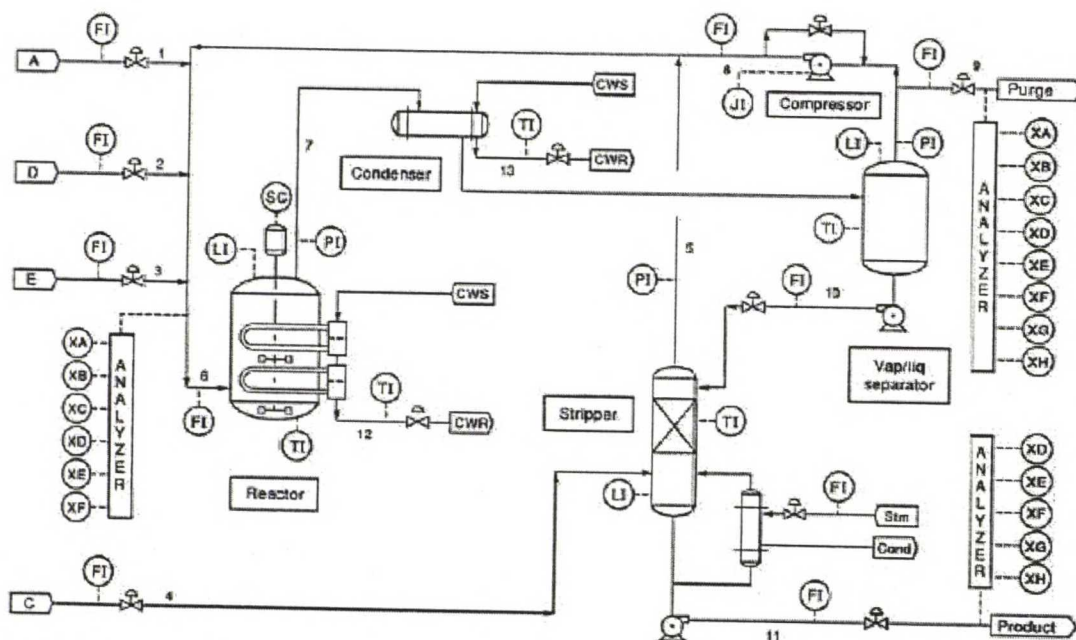 FI
1
A
FI
2
D
FI
3
E
FI
8
JI
Compressor
FI
9
Purge
CWS
TI
13
CWR
Condenser
7
LI
PI
TI
ANALYZER
XA
XB
XC
XD
XE
XF
XG
XH
SC
LI
PI
CWS
5
PI
FI
10
Vap/liq
separator
XA
XB
XC
XD
XE
XF
ANALYZER
6
FI
TI
TI
12
CWR
Reactor
Stripper
TI
LI
FI
Stm
Cond
ANALYZER
XD
XE
XF
XG
XH
FI
4
C
FI
11
Product